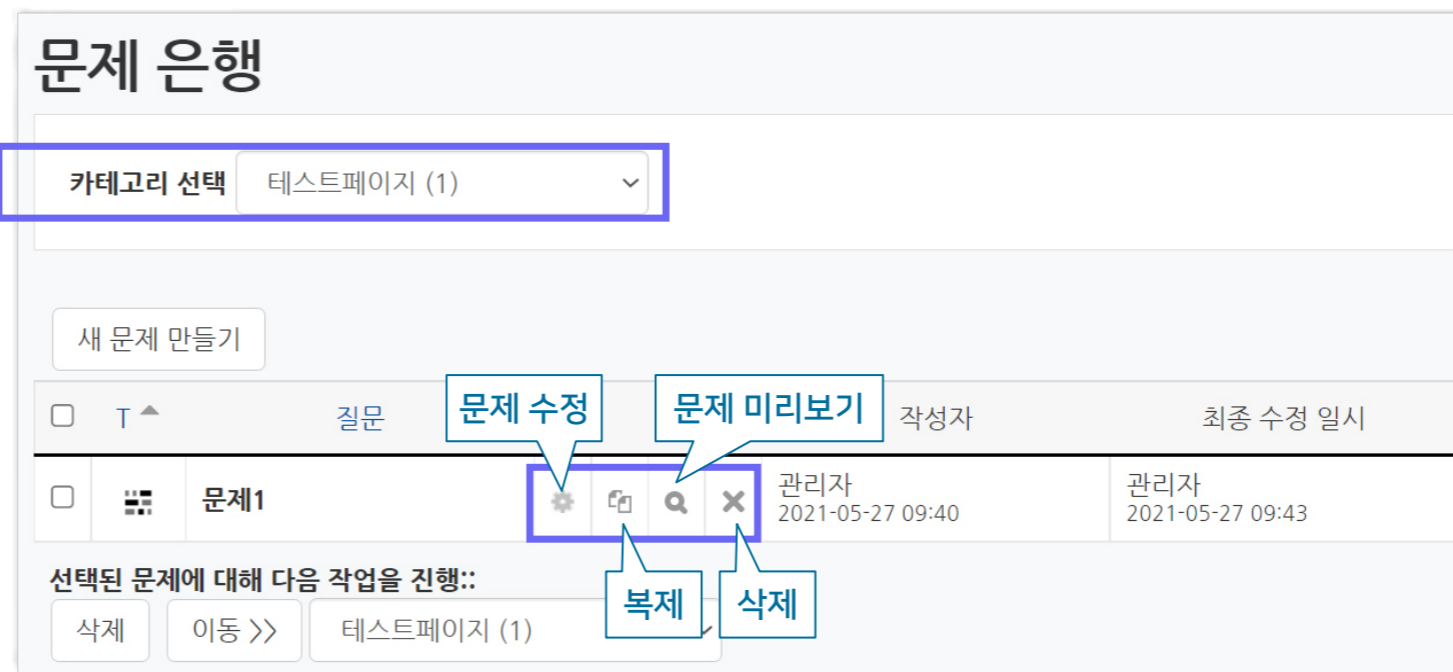 문제 은행
카테고리 선택 테스트페이지 (1)
새 문제 만들기
T 질문 문제 수정 문제 미리보기 작성자 최종 수정 일시
문제1 관리자 관리자
2021-05-27 09:40 2021-05-27 09:43
선택된 문제에 대해 다음 작업을 진행::
복제 삭제
삭제 이동 >> 테스트페이지 (1)